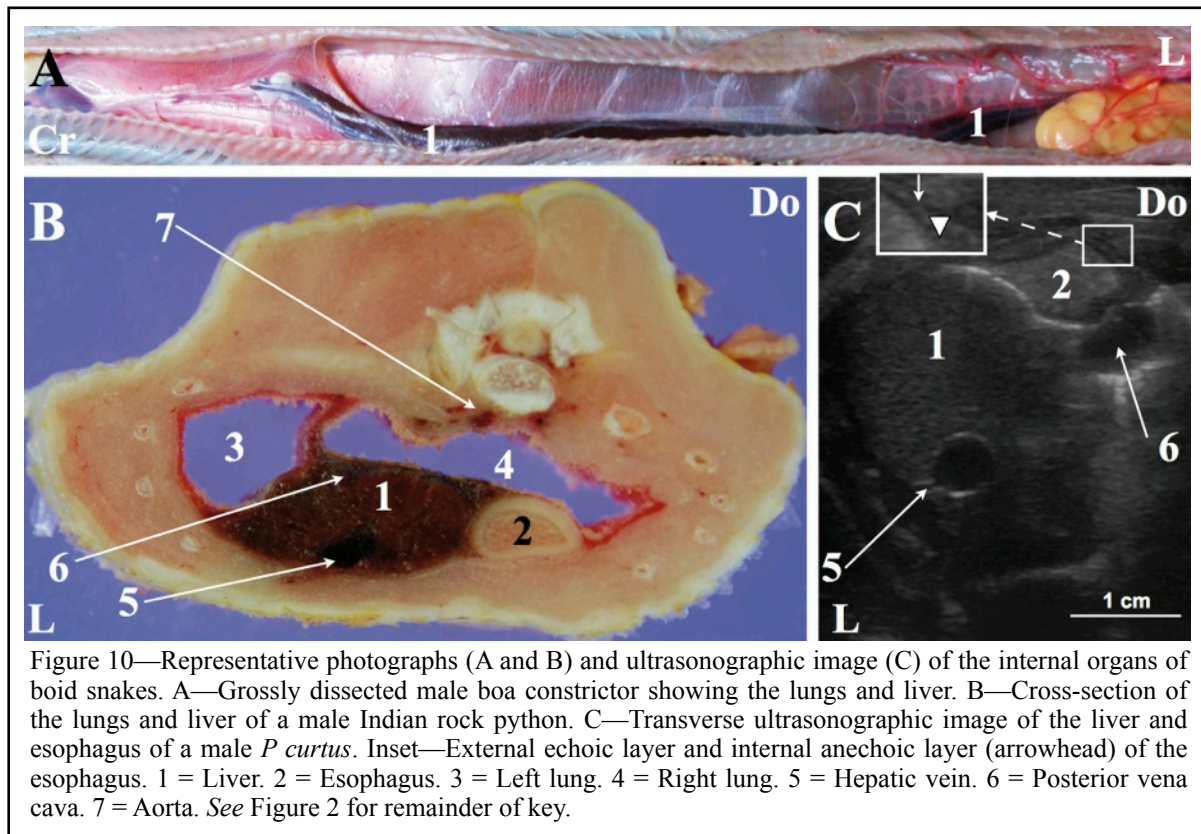 A
L
Cr
1
1
B
Do
7
3
4
1
2
6
5
L
C
Do
2
1
6
5
1 cm
L
Figure 10—Representative photographs (A and B) and ultrasonographic image (C) of the internal organs of
boid snakes. A—Grossly dissected male boa constrictor showing the lungs and liver. B—Cross-section of
the lungs and liver of a male Indian rock python. C—Transverse ultrasonographic image of the liver and
esophagus of a male P curtus. Inset—External echoic layer and internal anechoic layer (arrowhead) of the
esophagus. 1 = Liver. 2 = Esophagus. 3 = Left lung. 4 = Right lung. 5 = Hepatic vein. 6 = Posterior vena
cava. 7 = Aorta. See Figure 2 for remainder of key.